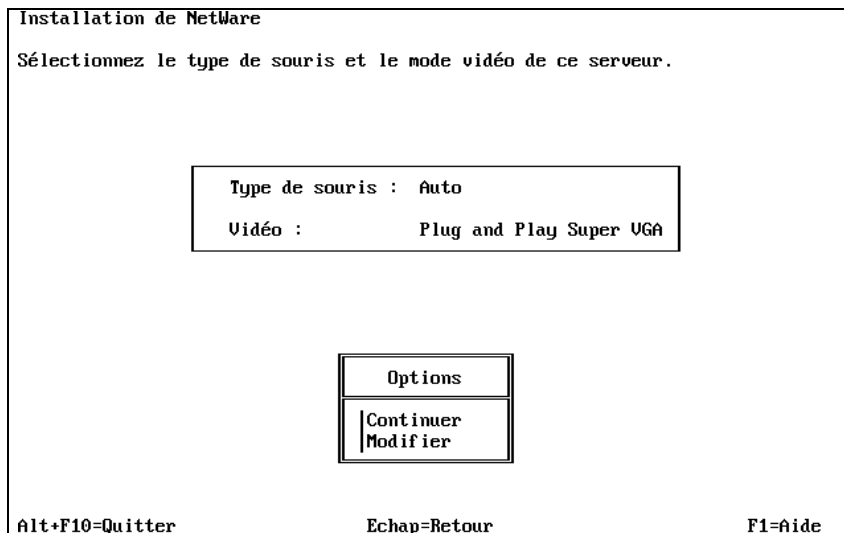 Installation de NetWare
Sélectionnez le type de souris et le mode vidéo de ce serveur.
Type de souris : Auto
Vidéo : Plug and Play Super VGA
Options
Continuer
Modifier
Alt+F10=Quitter Echap=Retour F1=Aide